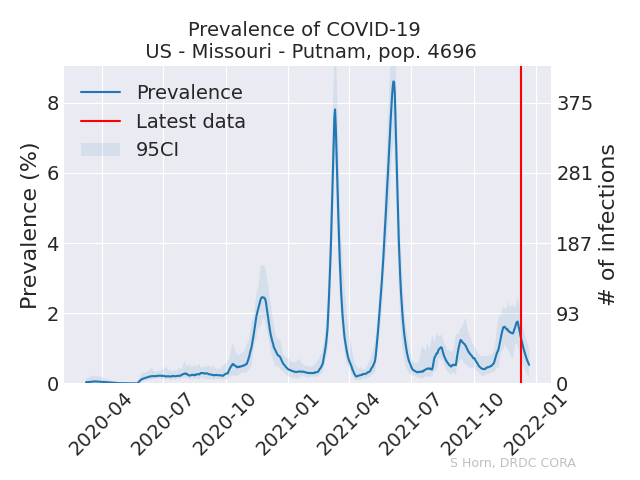 Prevalence of COVID-19
US - Missouri - Putnam, pop. 4696
Prevalence
Latest data
95CI
Prevalence (%)
8
6
4
2
0
375
281
187
93
0
# of infections
2020-04
2020-07
2020-10
2021-01
2021-04
2021-07
2021-10
2022-01
S Horn, DRDC CORA